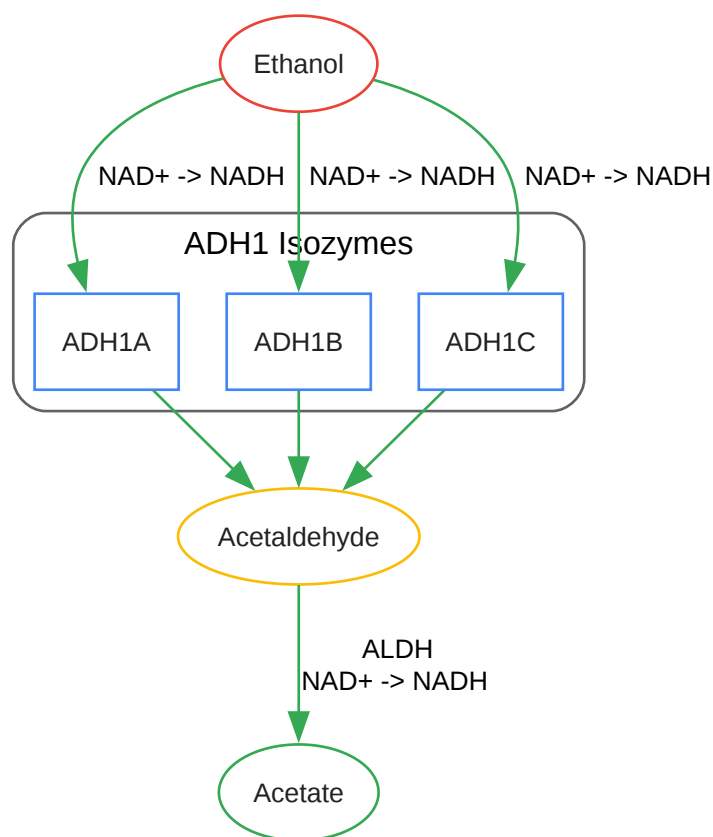 Ethanol
NAD+ -> NADH NAD+ -> NADH NAD+ -> NADH
ADH1 Isozymes
ADH1A ADH1B ADH1C
Acetaldehyde
ALDH
NAD+ -> NADH
Acetate